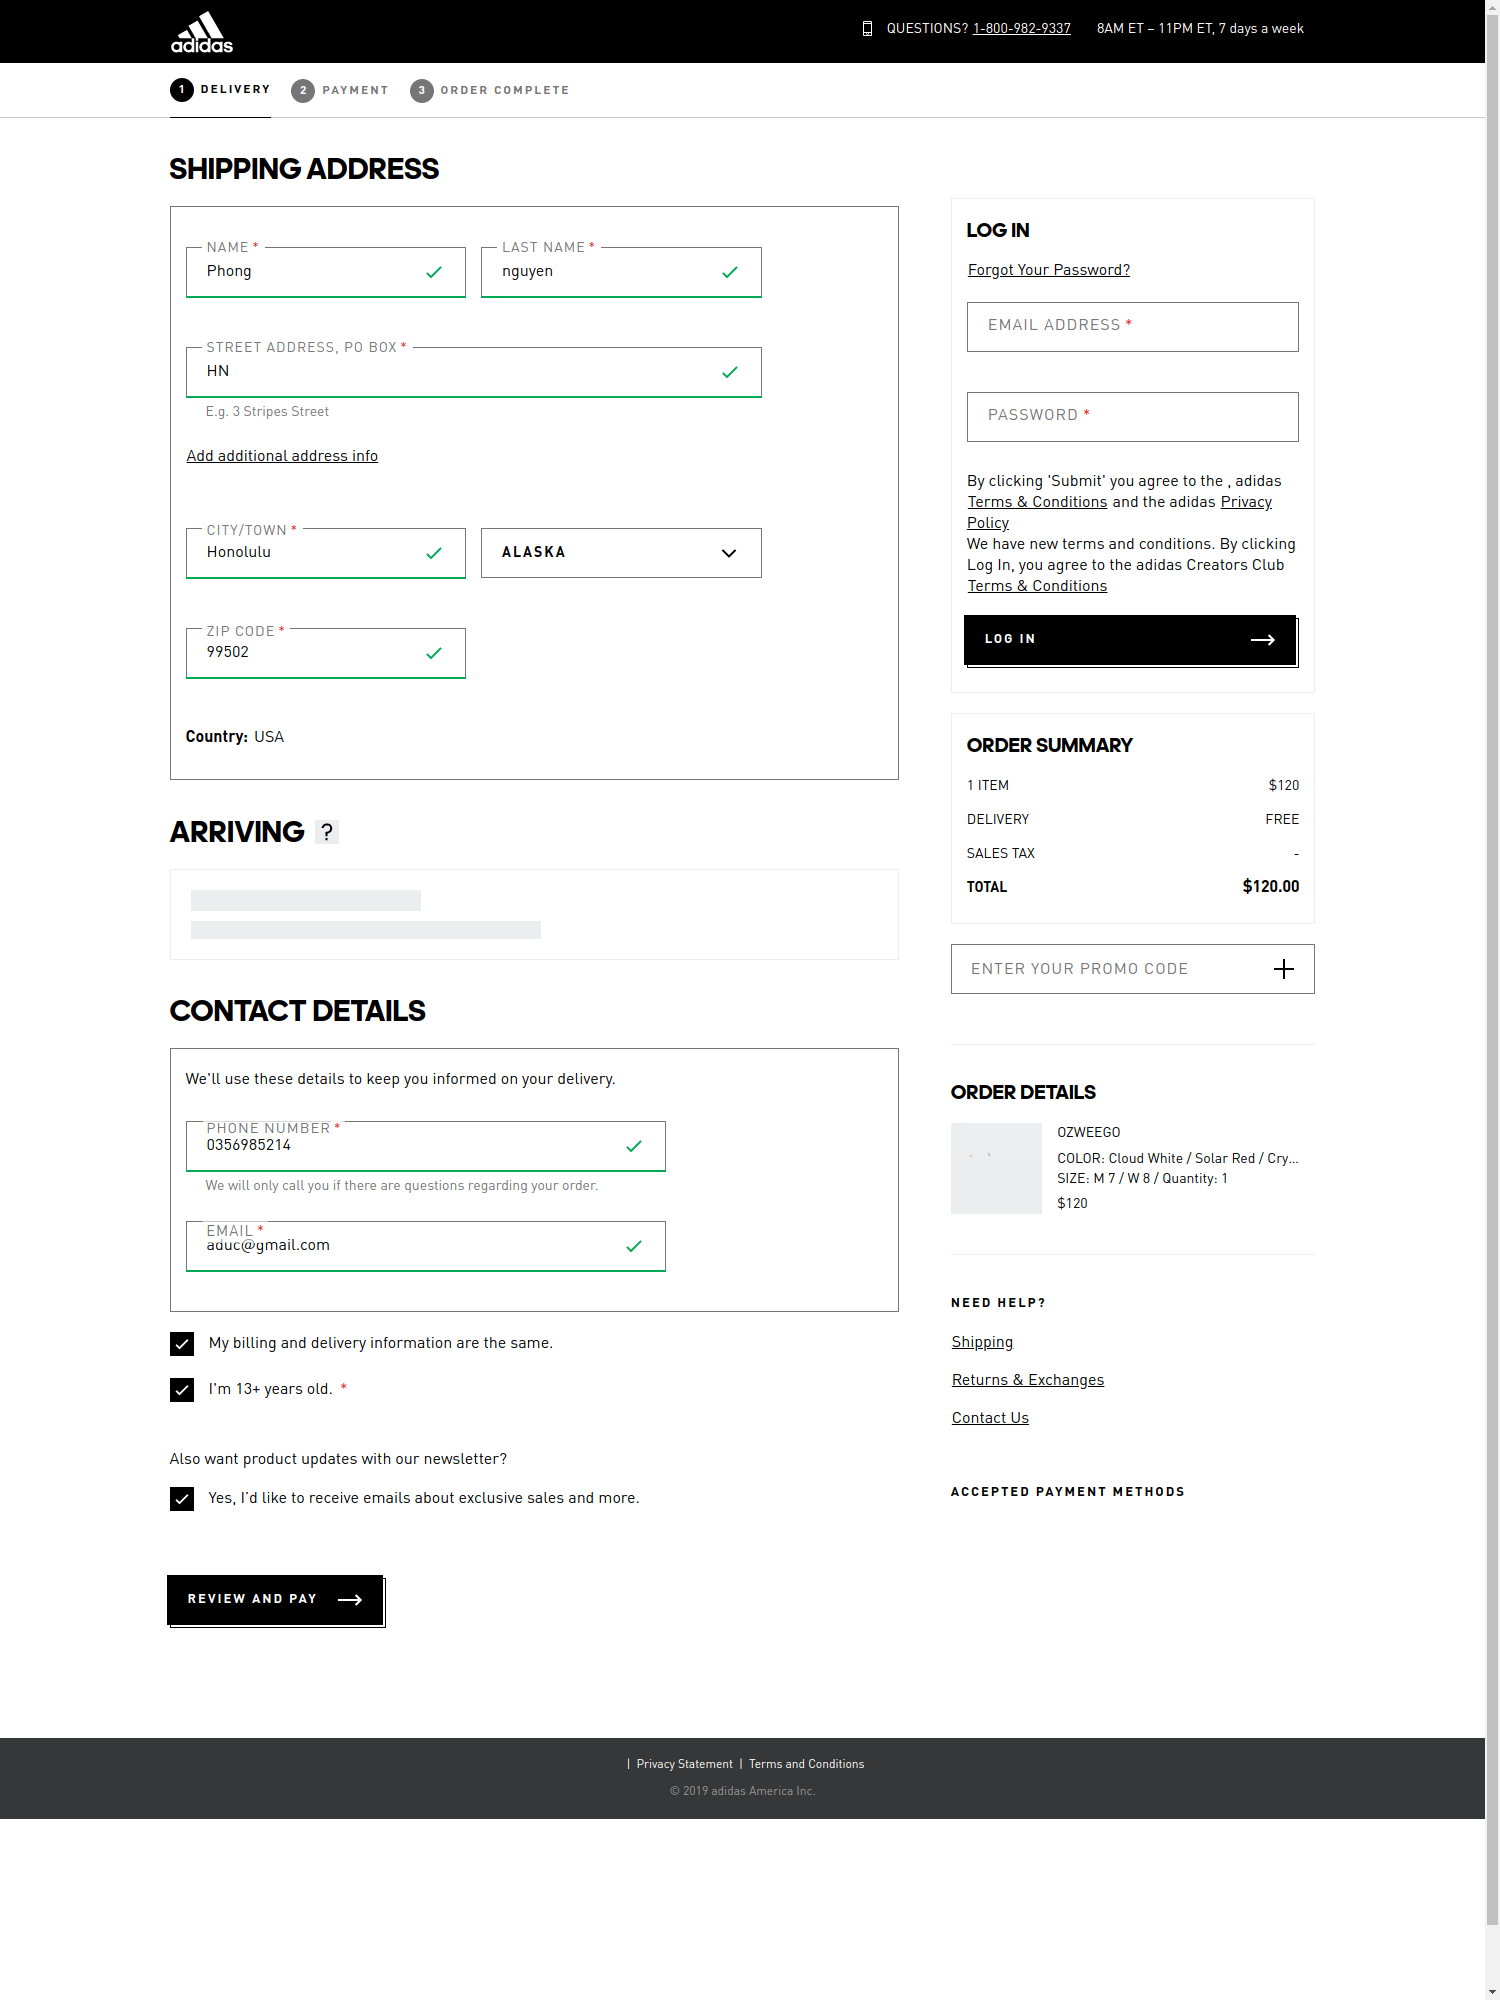 adidas
QUESTIONS? 1-800-982-9337 8AM ET – 11PM ET, 7 days a week
1 DELIVERY 2 PAYMENT 3 ORDER COMPLETE
SHIPPING ADDRESS
NAME *
Phong
LAST NAME *
nguyen
STREET ADDRESS, PO BOX *
HN
E.g. 3 Stripes Street
Add additional address info
CITY/TOWN *
Honolulu
ALASKA
ZIP CODE *
99502
Country: USA
ARRIVING ?
CONTACT DETAILS
We'll use these details to keep you informed on your delivery.
PHONE NUMBER *
0356985214
We will only call you if there are questions regarding your order.
EMAIL *
aduc@gmail.com
My billing and delivery information are the same.
I'm 13+ years old. *
Also want product updates with our newsletter?
Yes, I'd like to receive emails about exclusive sales and more.
REVIEW AND PAY
LOG IN
Forgot Your Password?
EMAIL ADDRESS *
PASSWORD *
By clicking 'Submit' you agree to the , adidas
Terms & Conditions and the adidas Privacy
Policy
We have new terms and conditions. By clicking
Log In, you agree to the adidas Creators Club
Terms & Conditions
LOG IN
ORDER SUMMARY
1 ITEM $120
DELIVERY FREE
SALES TAX -
TOTAL $120.00
ENTER YOUR PROMO CODE
ORDER DETAILS
OZWEEGO
COLOR: Cloud White / Solar Red / Cry...
SIZE: M 7 / W 8 / Quantity: 1
$120
NEED HELP?
Shipping
Returns & Exchanges
Contact Us
ACCEPTED PAYMENT METHODS
| Privacy Statement | Terms and Conditions
© 2019 adidas America Inc.